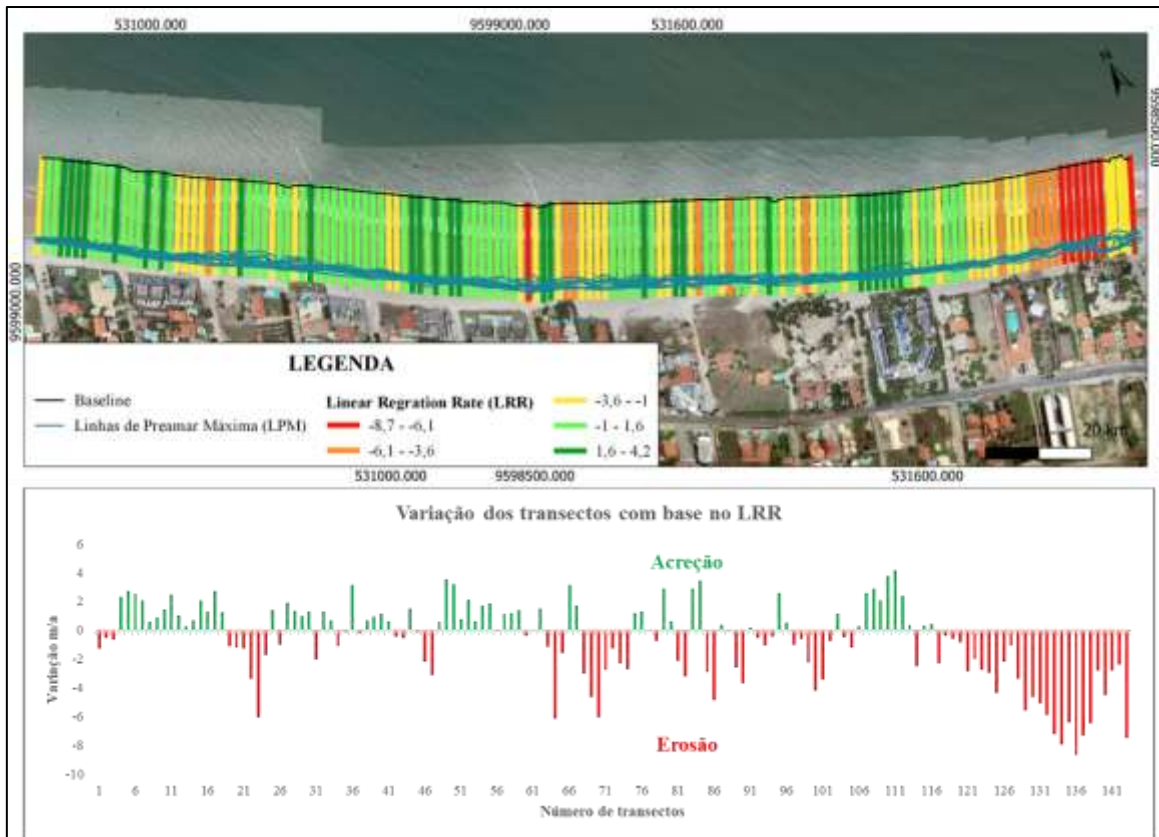 531000.000 9599000.000 531600.000
N
9598500.000
9599000.000
LEGENDA
Baseline
Linhas de Preamar Máxima (LPM)
Linear Regration Rate (LRR)
-8,7 - -6,1
-6,1 - -3,6
-3,6 - -1
-1 - 1,6
1,6 - 4,2
20 km
531000.000 9598500.000 531600.000
Variação dos transectos com base no LRR
Acreção
Erosão
Variação m/a
6
4
2
0
-2
-4
-6
-8
-10
1 6 11 16 21 26 31 36 41 46 51 56 61 66 71 76 81 86 91 96 101 106 111 116 121 126 131 136 141
Número de transectos